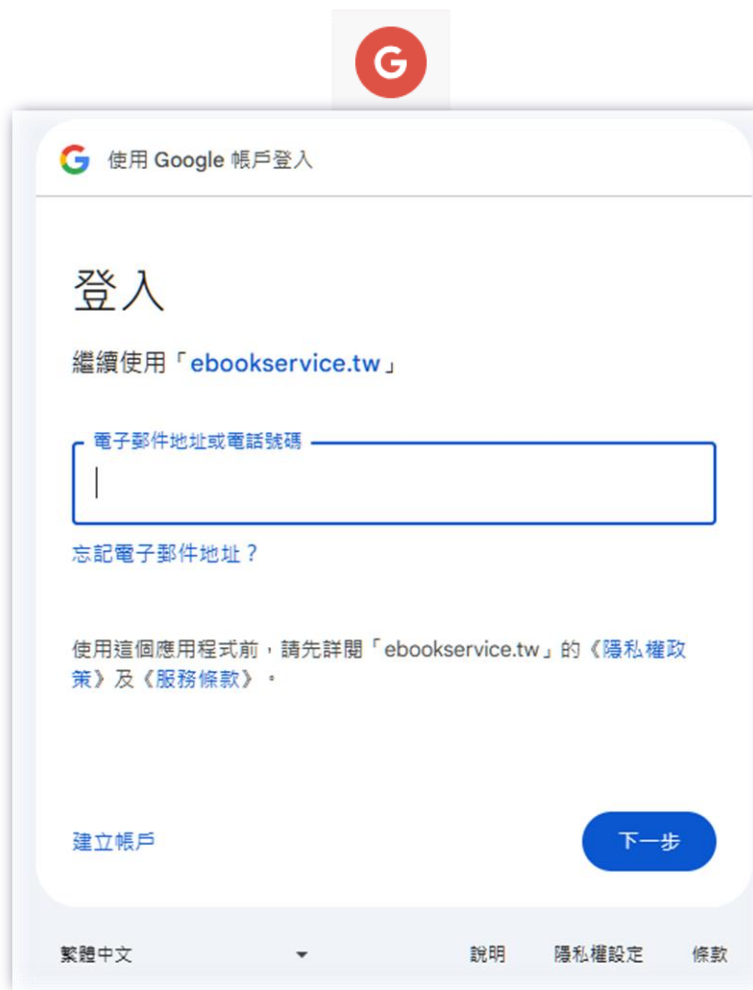 G
使用 Google 帳戶登入
登入
繼續使用「ebookservice.tw」
電子郵件地址或電話號碼
忘記電子郵件地址？
使用這個應用程式前，請先詳閱「ebookservice.tw」的《隱私權政
策》及《服務條款》。
建立帳戶 下一步
繁體中文 說明 隱私權設定 條款